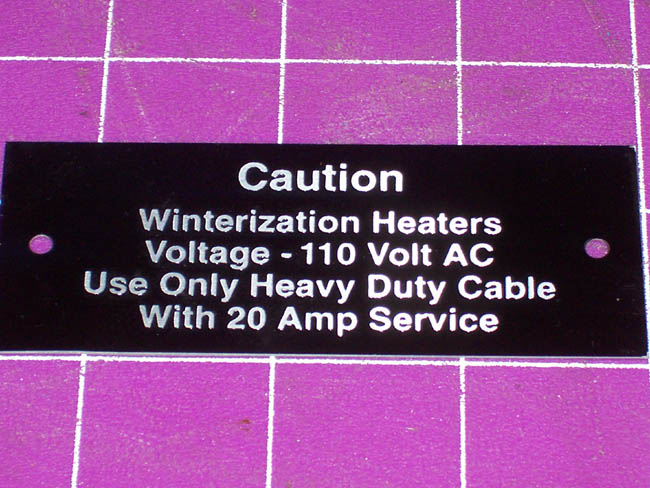 Caution
Winterization Heaters
Voltage - 110 Volt AC
Use Only Heavy Duty Cable
With 20 Amp Service